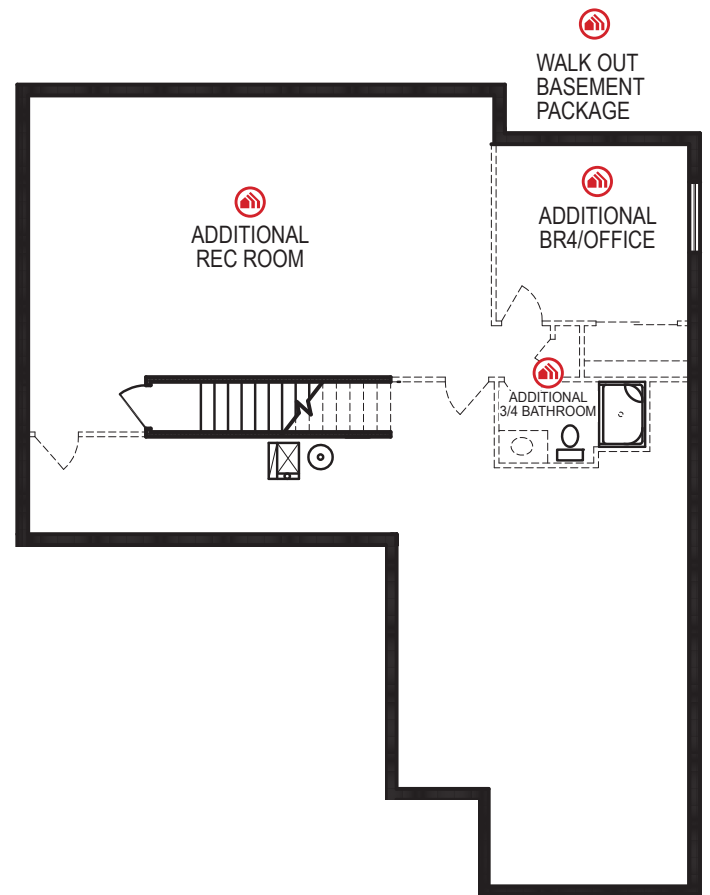 WALK OUT
BASEMENT
PACKAGE
ADDITIONAL
REC ROOM
ADDITIONAL
BR4/OFFICE
ADDITIONAL
3/4 BATHROOM